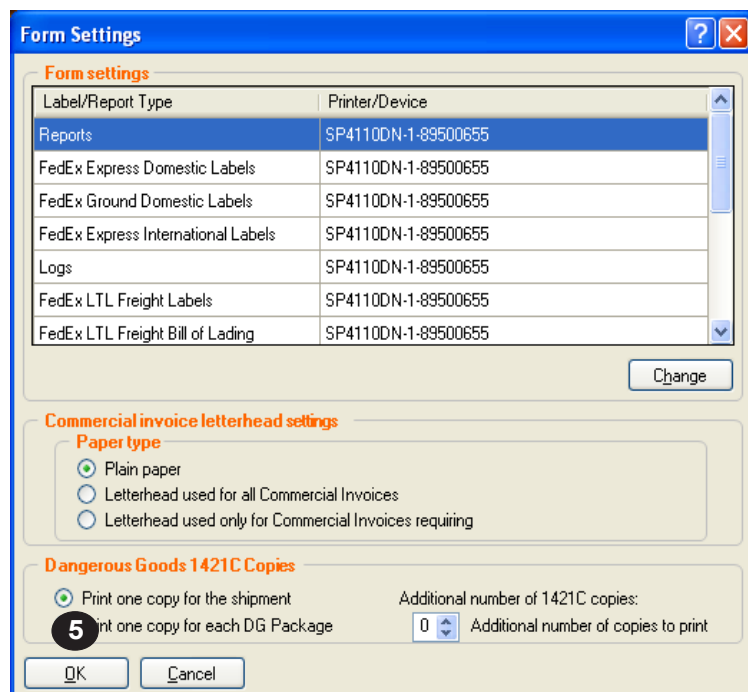 Form Settings
Form settings
Label/Report Type Printer/Device
Reports SP4110DN-1-89500655
FedEx Express Domestic Labels SP4110DN-1-89500655
FedEx Ground Domestic Labels SP4110DN-1-89500655
FedEx Express International Labels SP4110DN-1-89500655
Logs SP4110DN-1-89500655
FedEx LTL Freight Labels SP4110DN-1-89500655
FedEx LTL Freight Bill of Lading SP4110DN-1-89500655
Change
Commercial invoice letterhead settings
Paper type
Plain paper
Letterhead used for all Commercial Invoices
Letterhead used only for Commercial Invoices requiring
Dangerous Goods 1421C Copies
Print one copy for the shipment Additional number of 1421C copies:
5 int one copy for each DG Package 0 Additional number of copies to print
OK Cancel